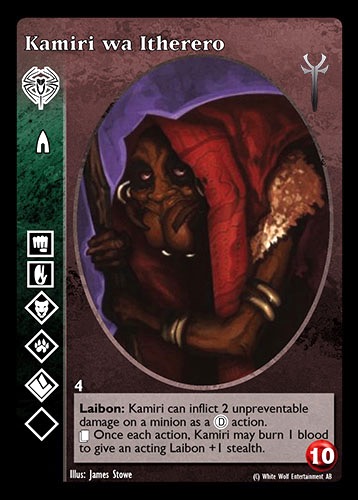 Kamiri wa Itherero
4
Laibon: Kamiri can inflict 2 unpreventable
damage on a minion as a D action.
Once each action, Kamiri may burn 1 blood
to give an acting Laibon +1 stealth.
10
Illus: James Stowe
(C) White Wolf Entertainment AB